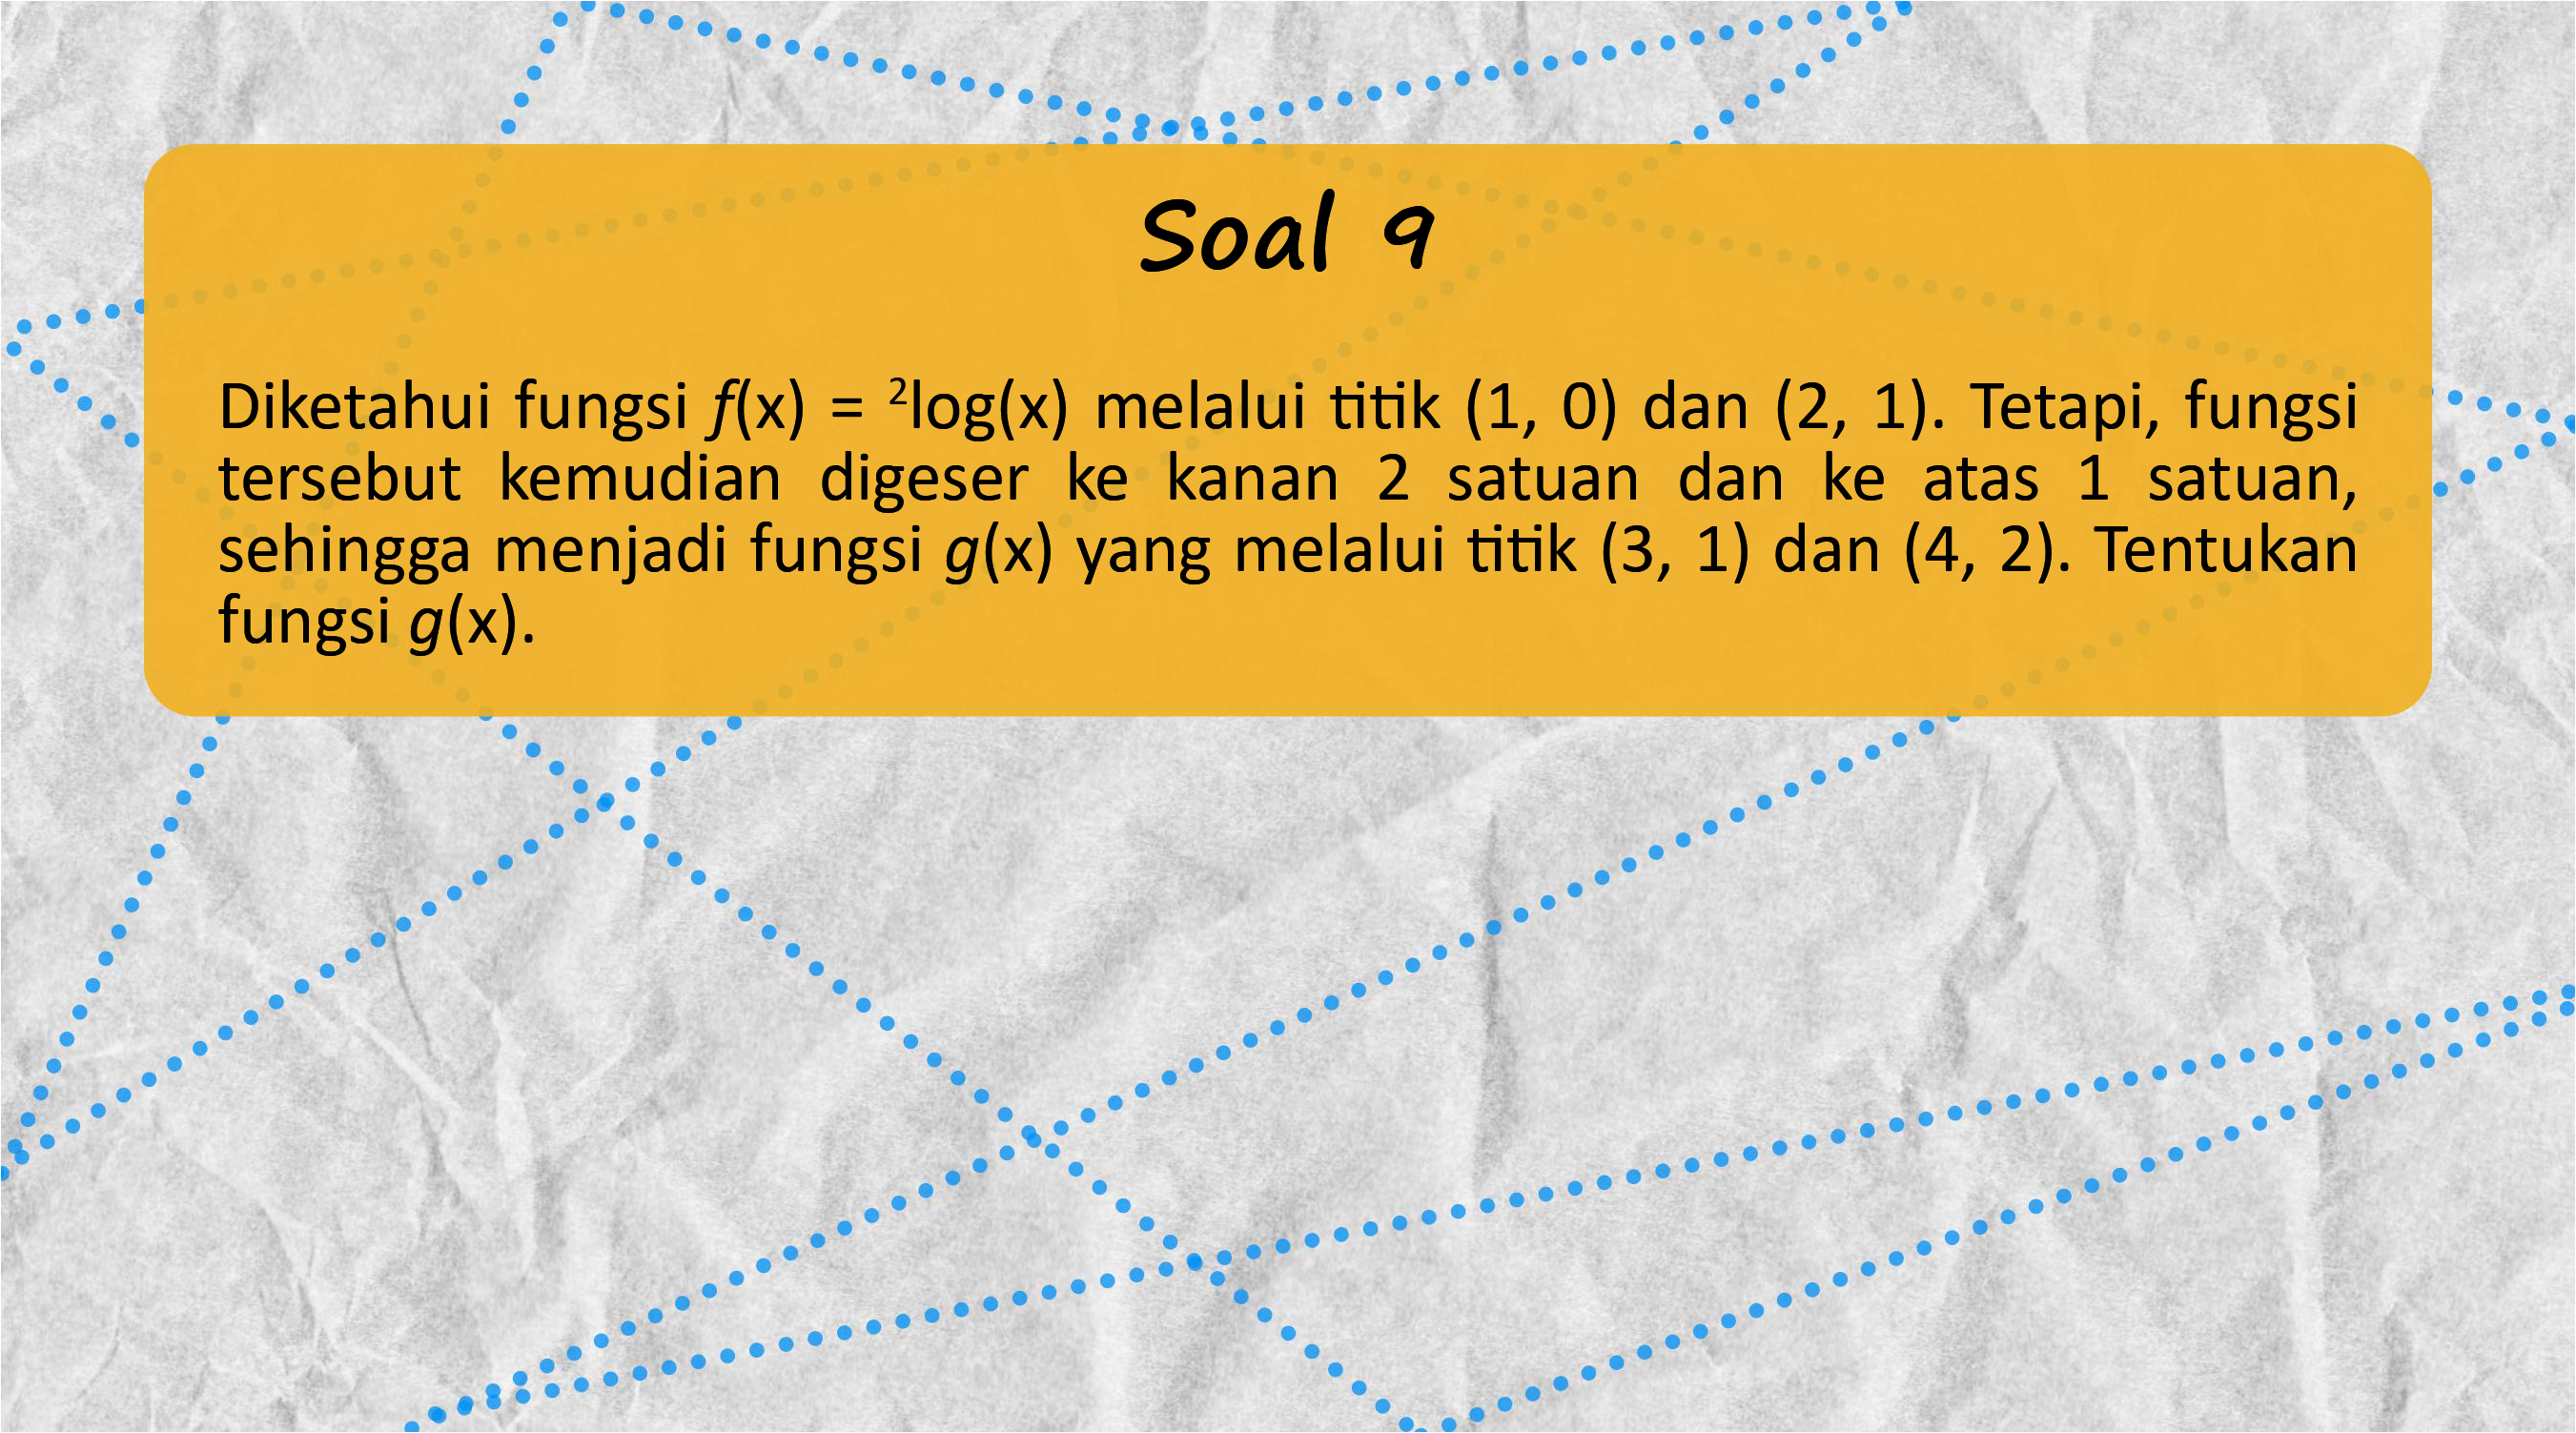 Soal 9
Diketahui fungsi f(x) = ²log(x) melalui titik (1, 0) dan (2, 1). Tetapi, fungsi
tersebut kemudian digeser ke kanan 2 satuan dan ke atas 1 satuan,
sehingga menjadi fungsi g(x) yang melalui titik (3, 1) dan (4, 2). Tentukan
fungsi g(x).